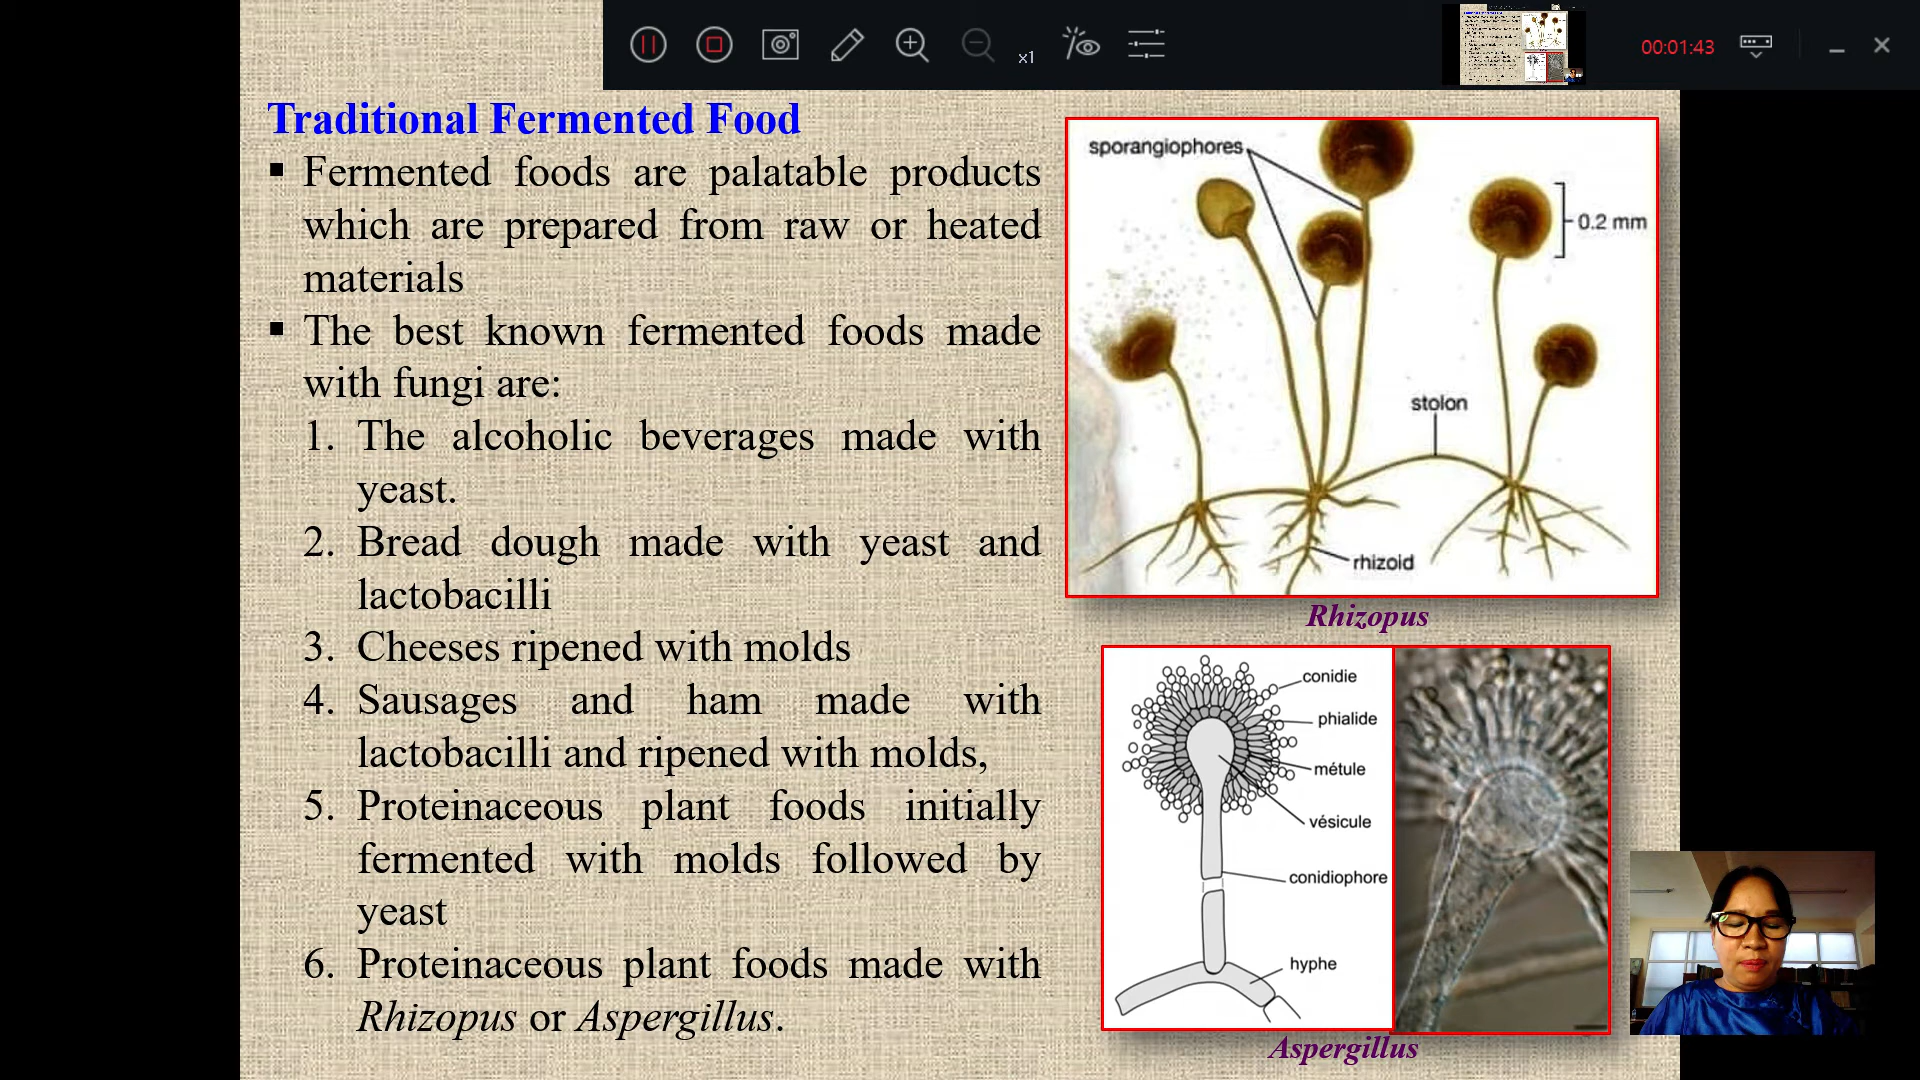 x1
00:01:43
Traditional Fermented Food
▪ Fermented foods are palatable products
which are prepared from raw or heated
materials
▪ The best known fermented foods made
with fungi are:
1. The alcoholic beverages made with
yeast.
2. Bread dough made with yeast and
lactobacilli
3. Cheeses ripened with molds
4. Sausages and ham made with
lactobacilli and ripened with molds,
5. Proteinaceous plant foods initially
fermented with molds followed by
yeast
6. Proteinaceous plant foods made with
Rhizopus or Aspergillus.
sporangiophores
0.2 mm
stolon
rhizoid
Rhizopus
conidie
phialide
métule
vésicule
conidiophore
hyphe
Aspergillus